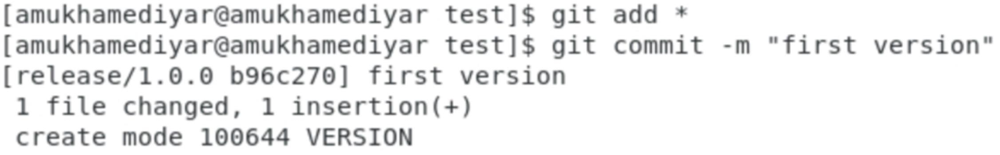 [amukhamediyar@amukhamediyar test]$ git add *
[amukhamediyar@amukhamediyar test]$ git commit -m "first version"
[release/1.0.0 b96c270] first version
 1 file changed, 1 insertion(+)
 create mode 100644 VERSION